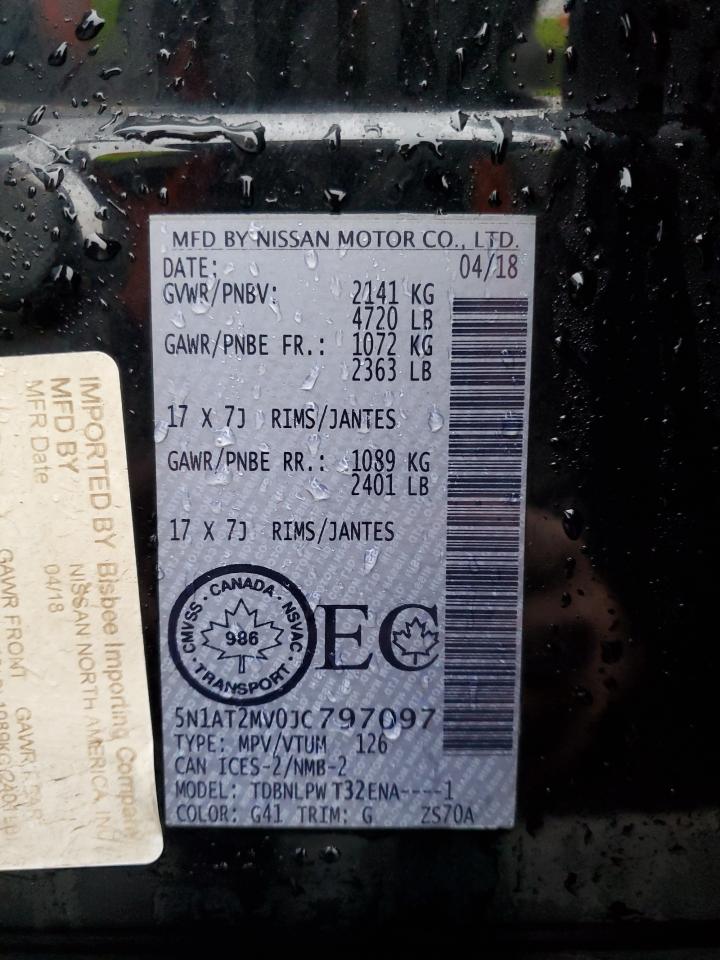 MFD BY NISSAN MOTOR CO., LTD.
DATE: 04/18
GVWR/PNBV: 2141 KG
4720 LB
GAWR/PNBE FR.: 1072 KG
2363 LB
17 X 7J RIMS/JANTES
GAWR/PNBE RR.: 1089 KG
2401 LB
17 X 7J RIMS/JANTES
CANADA · NSVAC · TRANSPORT · CMVSS ·
986
EC
5N1AT2MV0JC797097
TYPE: MPV/VTUM 126
CAN ICES-2/NMB-2
MODEL: TDBNLPW T32ENA----1
COLOR: G41 TRIM: G ZS70A
IMPORTED BY Bisbee Importing
MFD BY NISSAN NORTH AMERICA,
MFR Date 04/18
GAWR FRONT GAWR